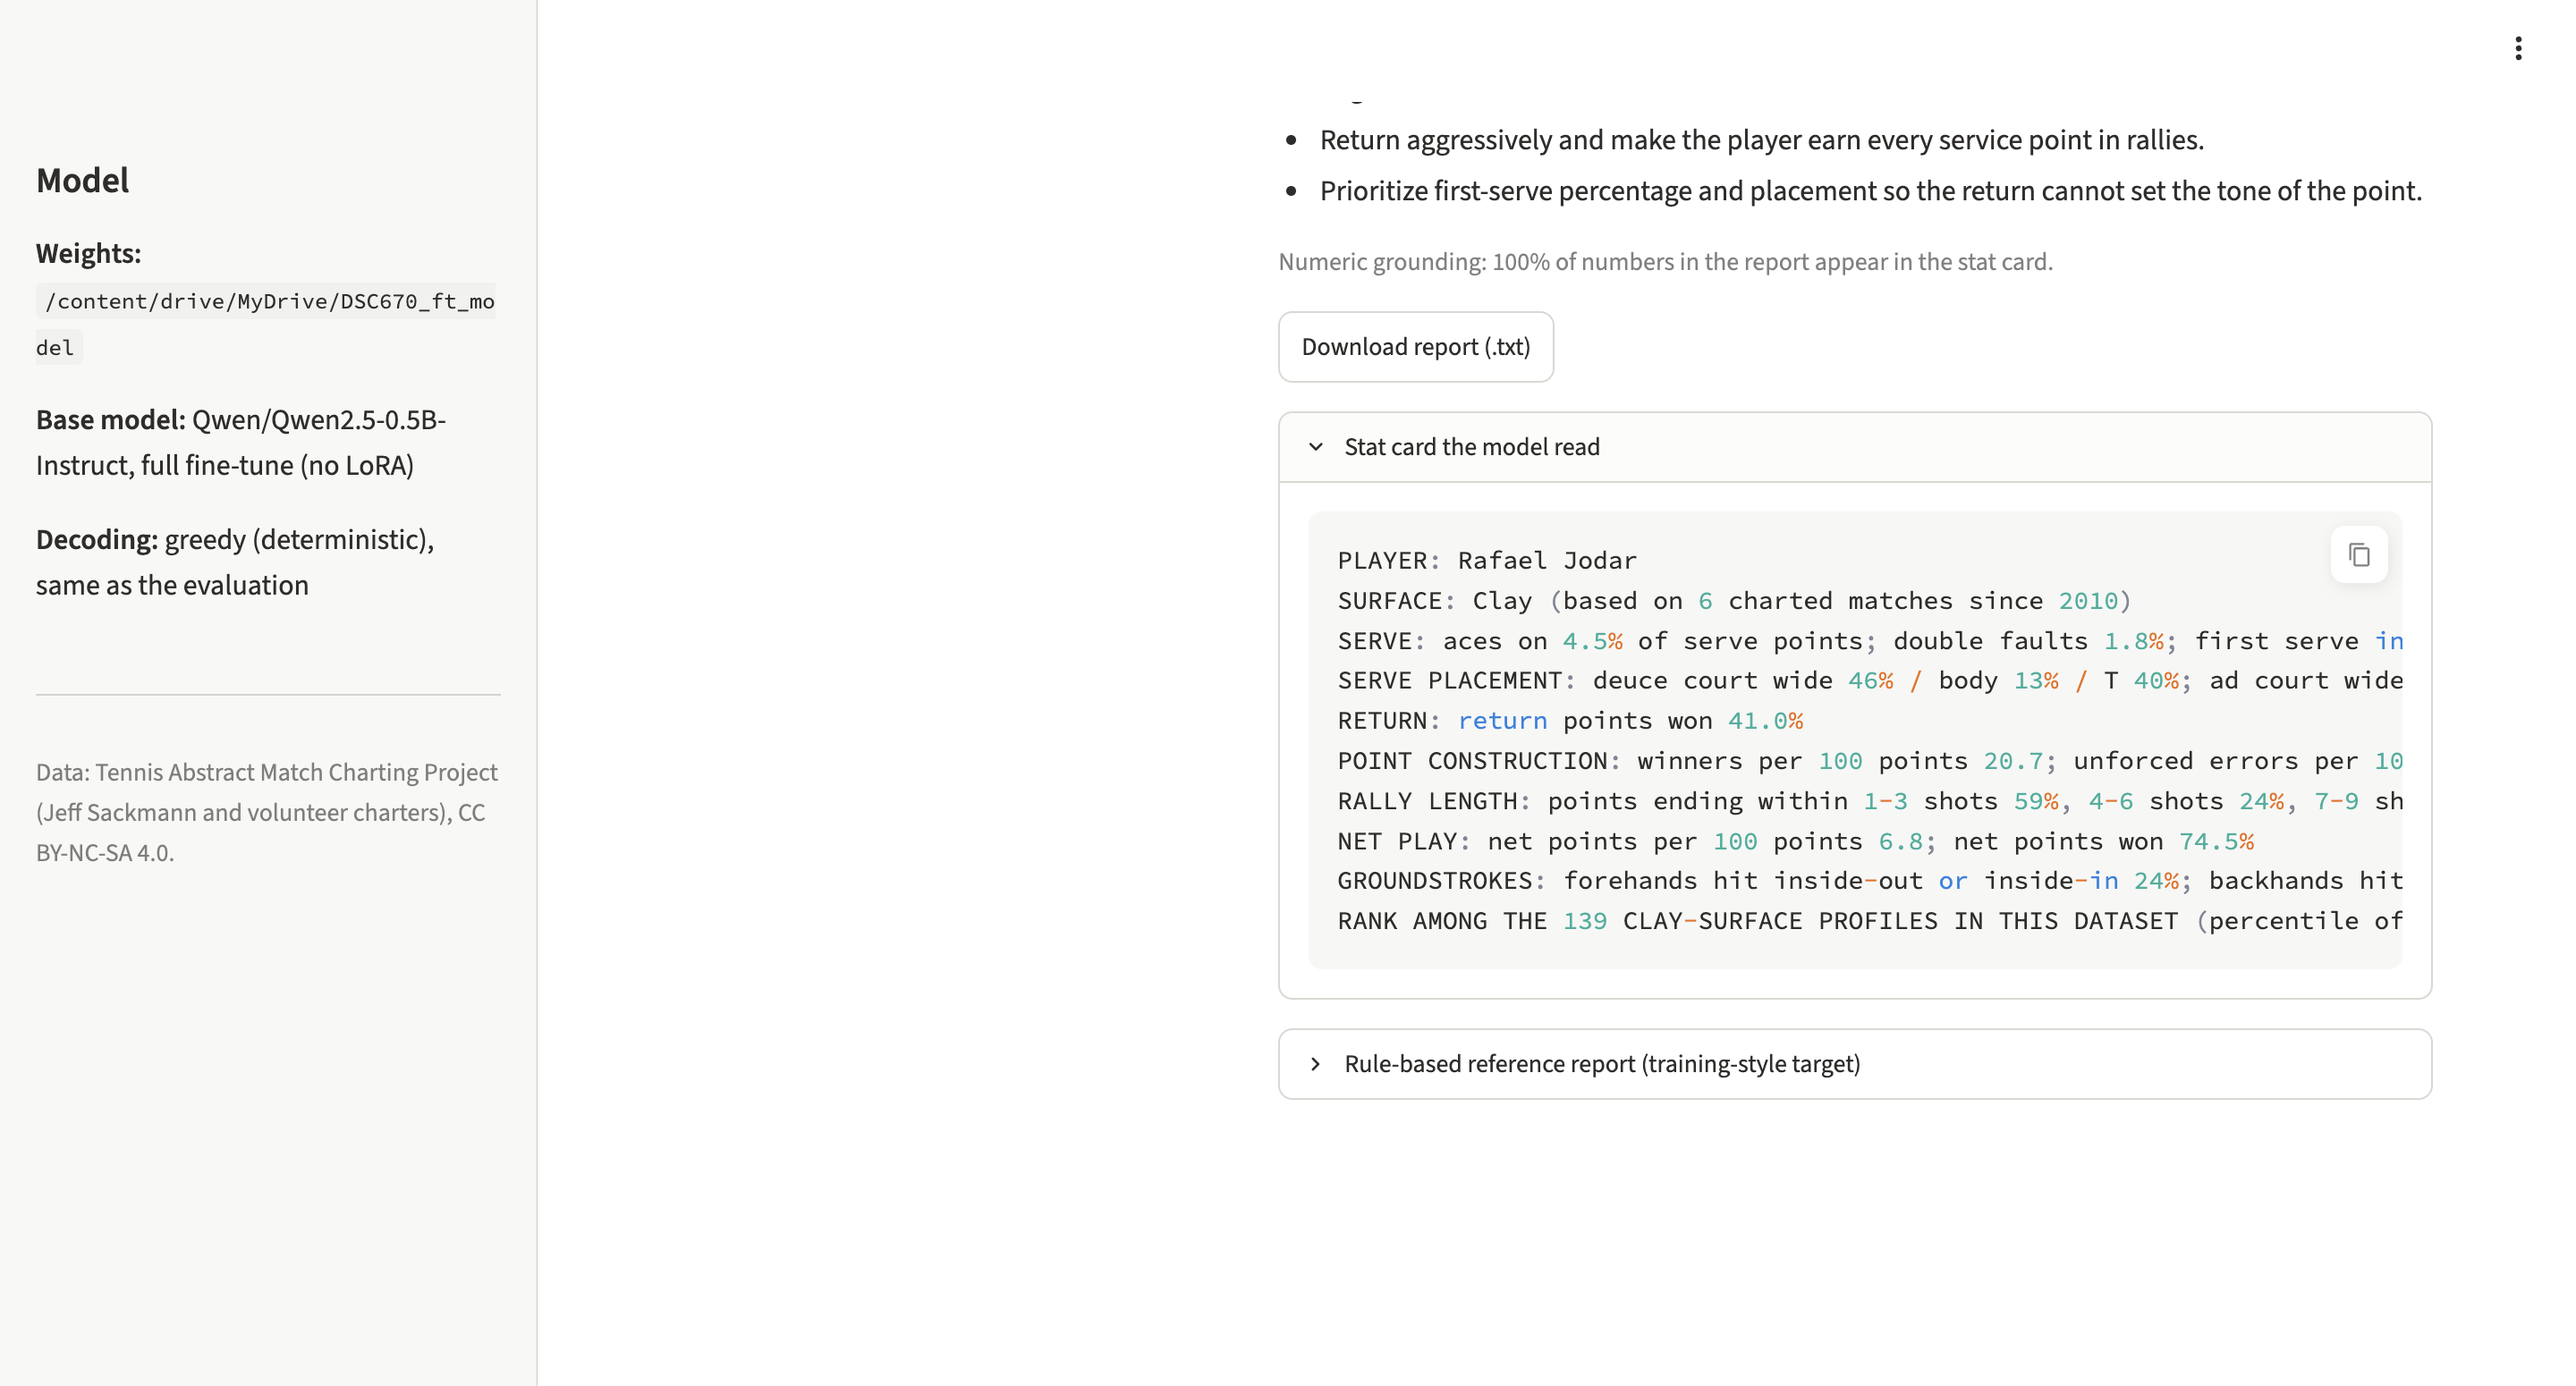 Model
Weights:
/content/drive/MyDrive/DSC670_ft_mo
del
Base model: Qwen/Qwen2.5-0.5B-
Instruct, full fine-tune (no LoRA)
Decoding: greedy (deterministic),
same as the evaluation
Data: Tennis Abstract Match Charting Project
(Jeff Sackmann and volunteer charters), CC
BY-NC-SA 4.0.
• Return aggressively and make the player earn every service point in rallies.
• Prioritize first-serve percentage and placement so the return cannot set the tone of the point.
Numeric grounding: 100% of numbers in the report appear in the stat card.
Download report (.txt)
Stat card the model read
PLAYER: Rafael Jodar
SURFACE: Clay (based on 6 charted matches since 2010)
SERVE: aces on 4.5% of serve points; double faults 1.8%; first serve in
SERVE PLACEMENT: deuce court wide 46% / body 13% / T 40%; ad court wide
RETURN: return points won 41.0%
POINT CONSTRUCTION: winners per 100 points 20.7; unforced errors per 10
RALLY LENGTH: points ending within 1-3 shots 59%, 4-6 shots 24%, 7-9 sh
NET PLAY: net points per 100 points 6.8; net points won 74.5%
GROUNDSTROKES: forehands hit inside-out or inside-in 24%; backhands hit
RANK AMONG THE 139 CLAY-SURFACE PROFILES IN THIS DATASET (percentile of
Rule-based reference report (training-style target)